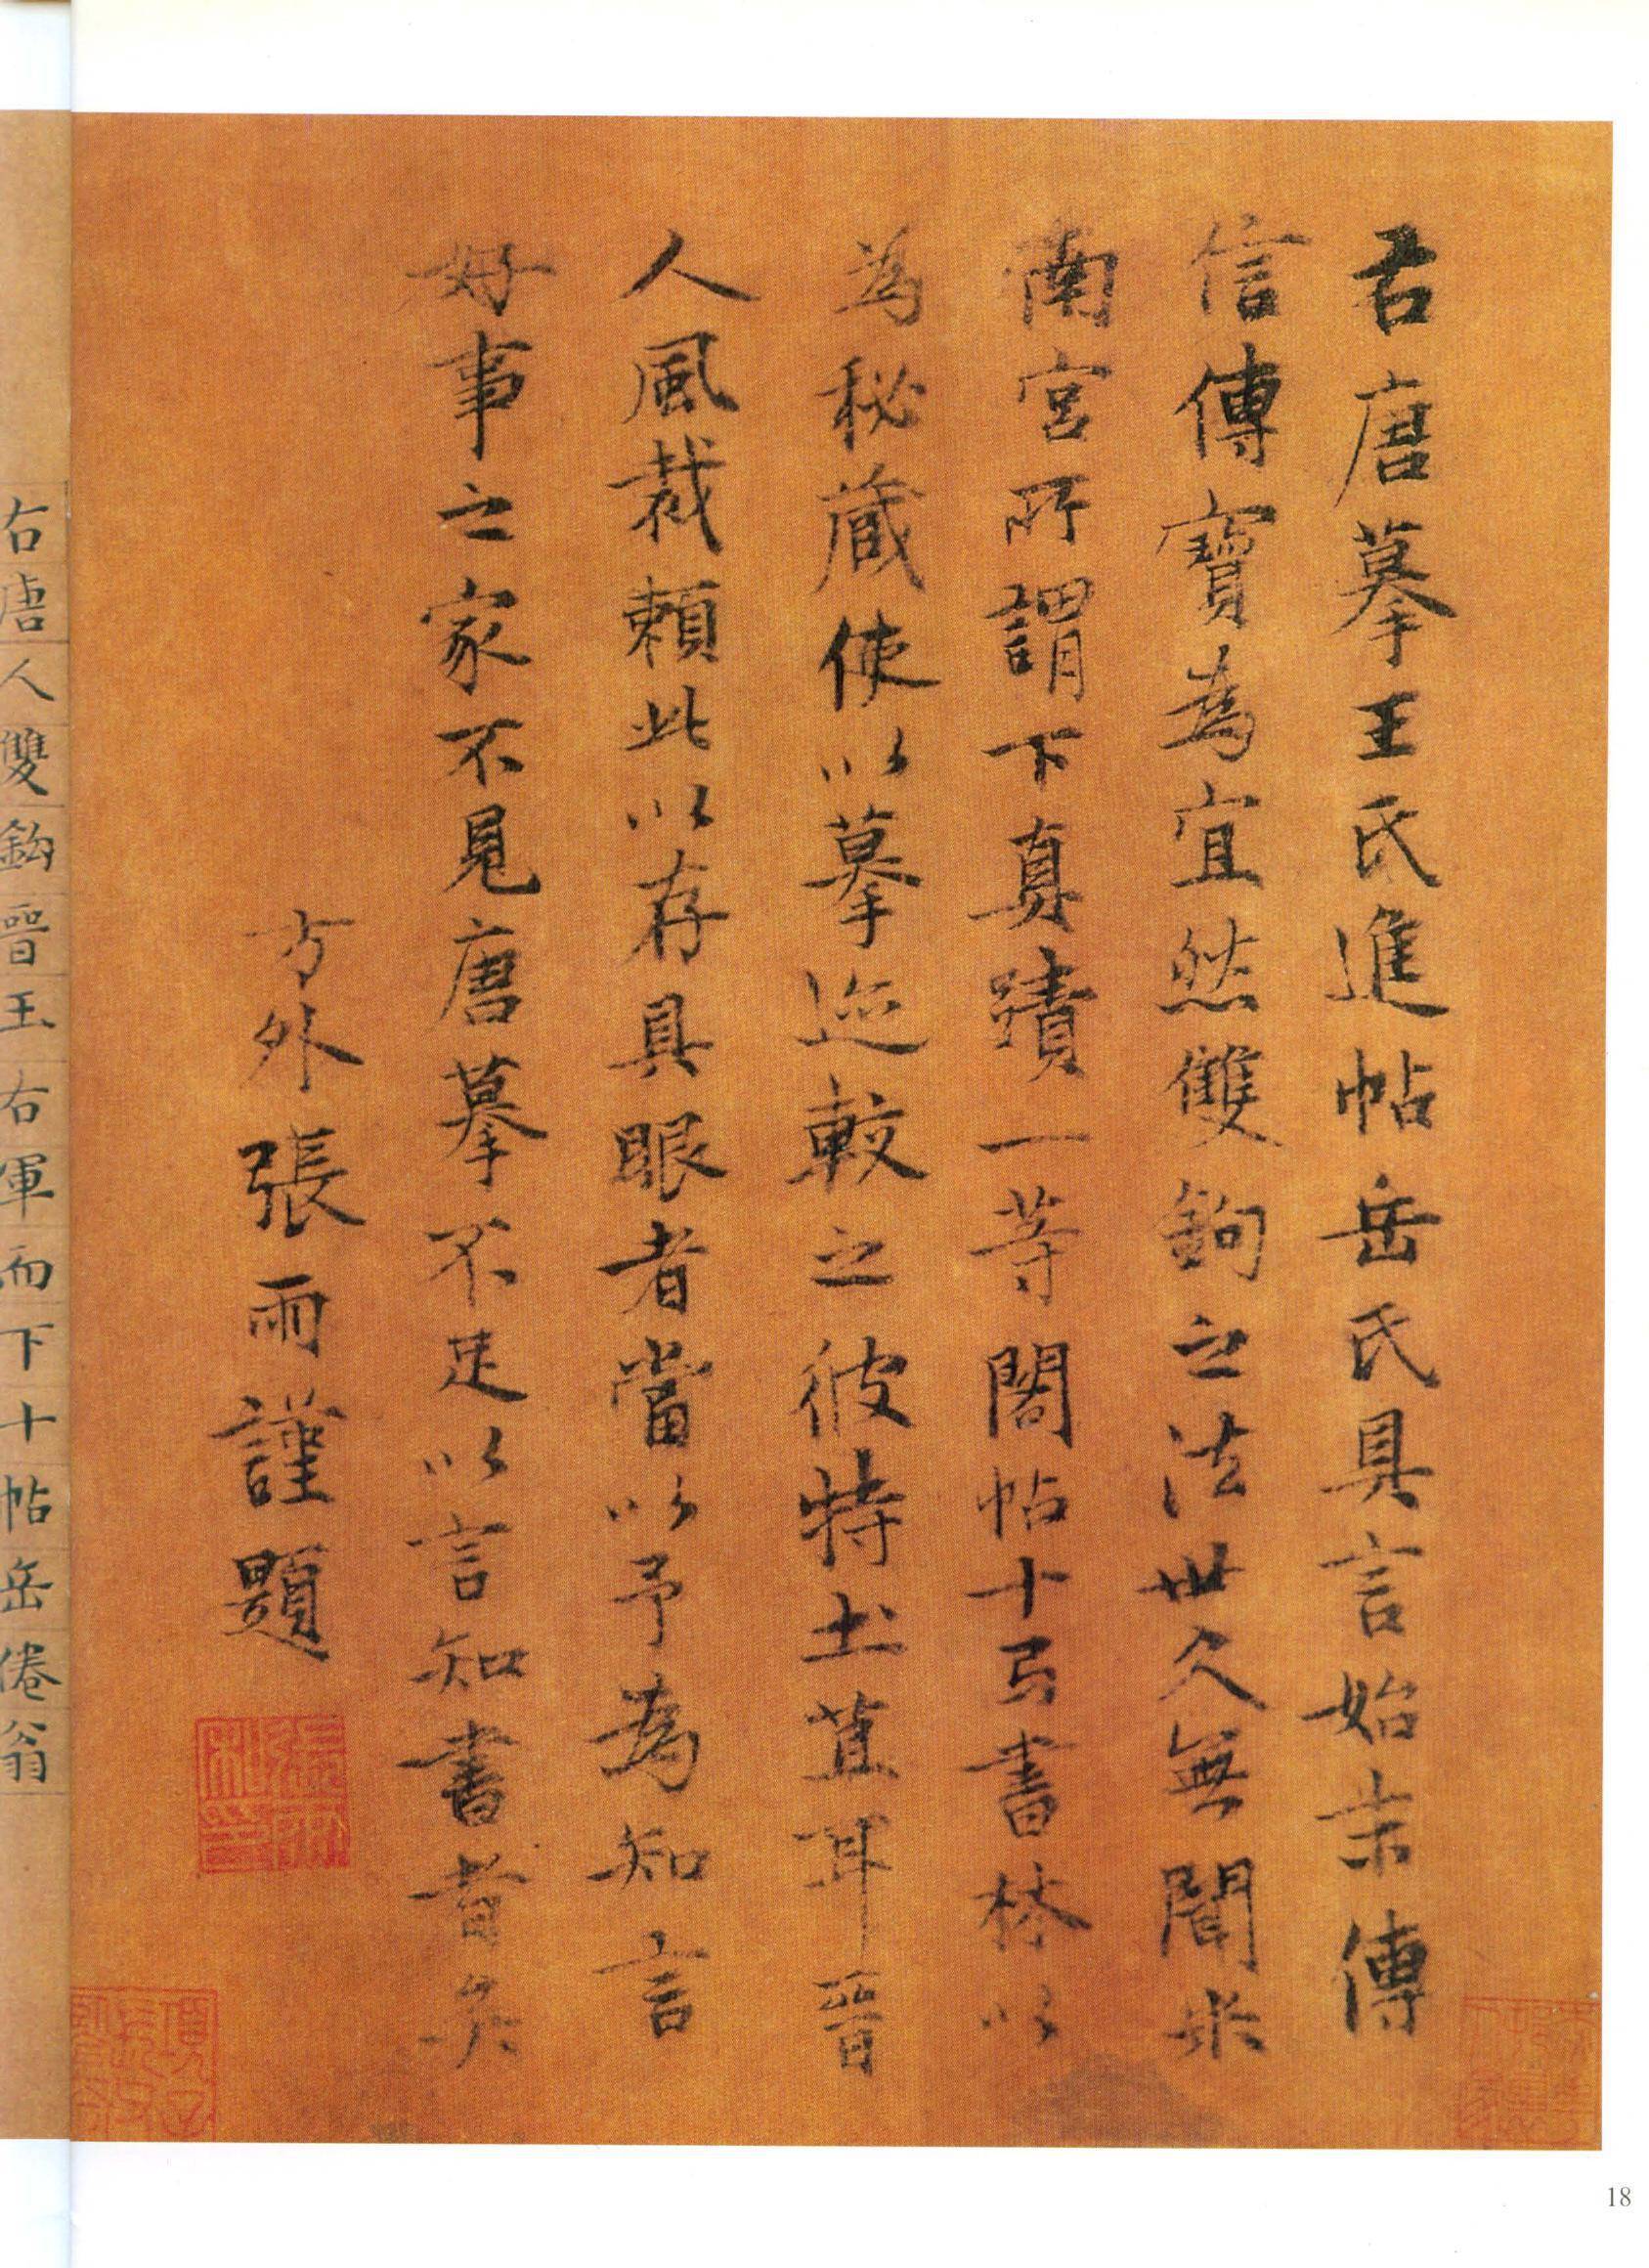 右唐摹王氏進帖岳氏具言始末傳
信傳寶為宜然雙鉤之法世久無聞米
南宮所謂下真蹟一等閣帖十弓書林以
為秘藏使以摹迹較之彼特土苴耳晉
人風裁賴此以存具眼者當以予為知言
好事之家不見唐摹不足以言知書者矣
方外張雨謹題
右唐人雙鈎晉王右軍而下十帖岳倦翁
18